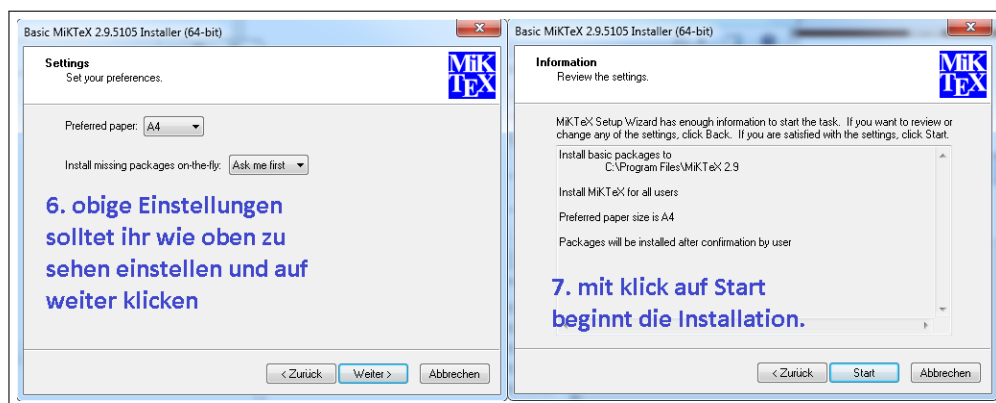 Basic MiKTeX 2.9.5105 Installer (64-bit)
Settings
Set your preferences.
MiK
TEX
Preferred paper: A4
Install missing packages on-the-fly: Ask me first
6. obige Einstellungen
solltet ihr wie oben zu
sehen einstellen und auf
weiter klicken
< Zurück Weiter > Abbrechen
Basic MiKTeX 2.9.5105 Installer (64-bit)
Information
Review the settings.
MiK
TEX
MiKTeX Setup Wizard has enough information to start the task. If you want to review or
change any of the settings, click Back. If you are satisfied with the settings, click Start.
Install basic packages to
C:\Program Files\MiKTeX 2.9
Install MiKTeX for all users
Preferred paper size is A4
Packages will be installed after confirmation by user
7. mit klick auf Start
beginnt die Installation.
< Zurück Start Abbrechen